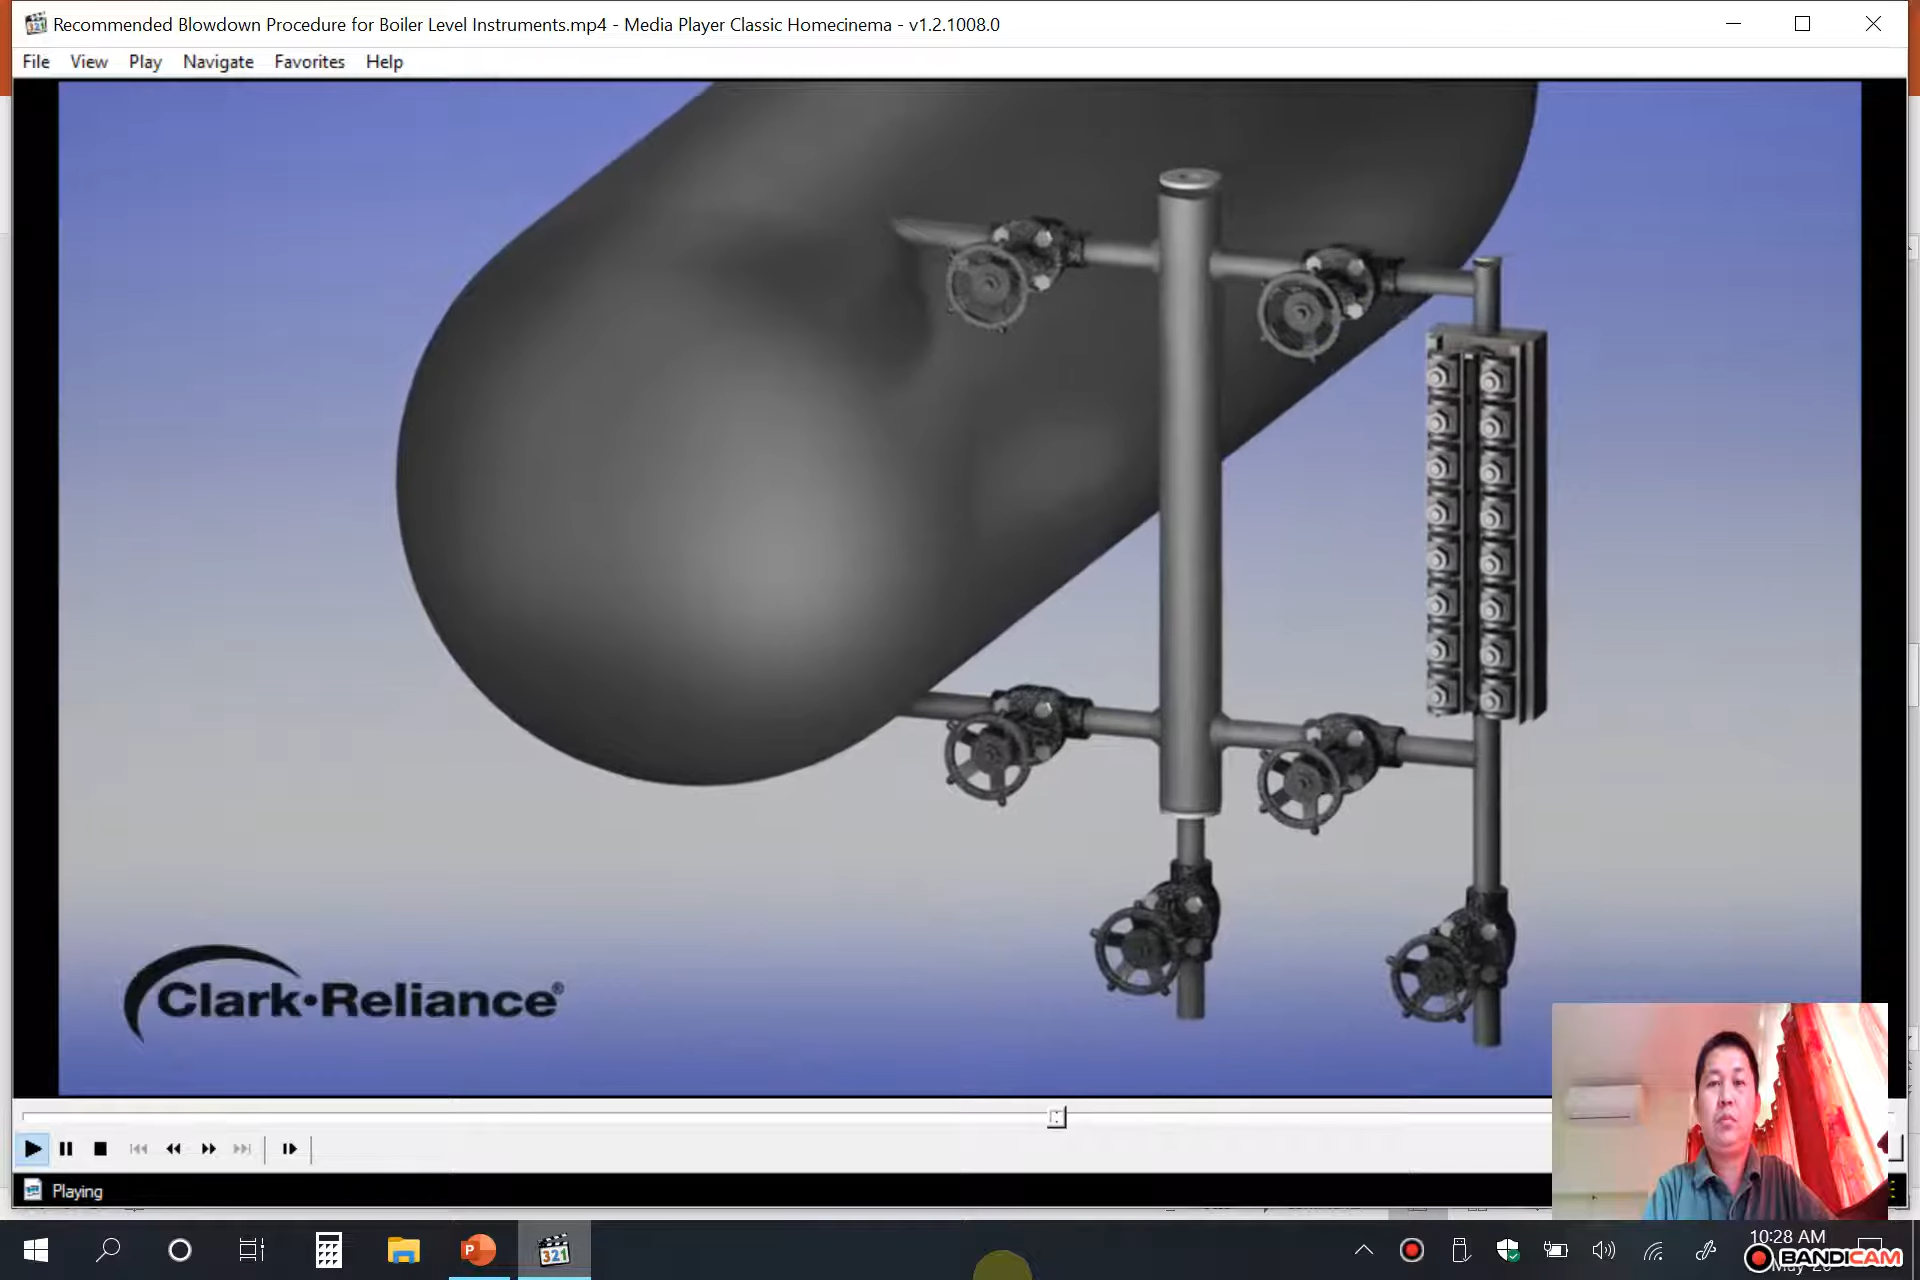 Recommended Blowdown Procedure for Boiler Level Instruments.mp4 - Media Player Classic Homecinema - v1.2.1008.0
File View Play Navigate Favorites Help
Clark·Reliance®
Playing
321
10:28 AM
BANDICAM